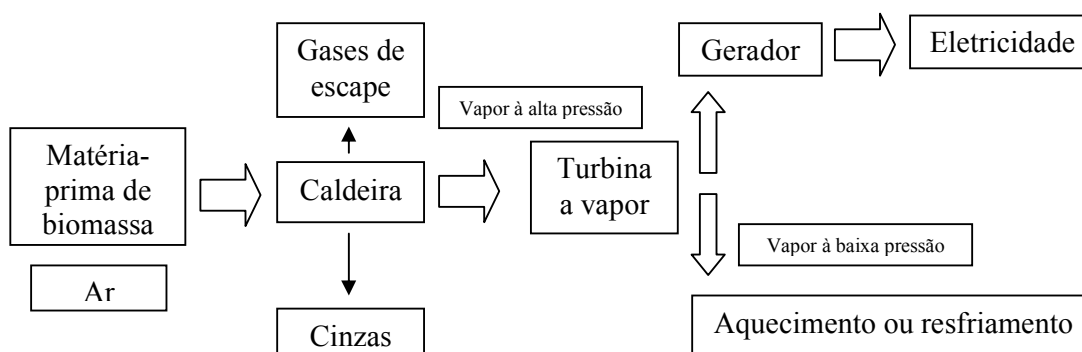 Gases de
escape
Gerador
Eletricidade
Vapor à alta pressão
Matéria-
prima de
biomassa
Caldeira
Turbina
a vapor
Vapor à baixa pressão
Ar
Cinzas
Aquecimento ou resfriamento